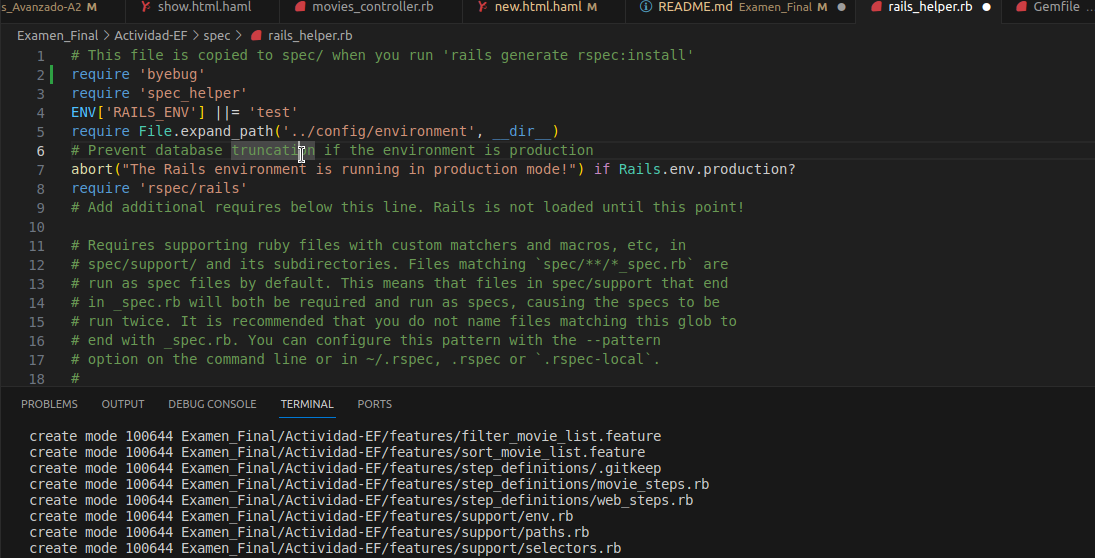 s_Avanzado-A2 M show.html.haml movies_controller.rb new.html.haml M README.md Examen_Final M rails_helper.rb Gemfile ...
Examen_Final > Actividad-EF > spec > rails_helper.rb
1 # This file is copied to spec/ when you run 'rails generate rspec:install'
2 require 'byebug'
3 require 'spec_helper'
4 ENV['RAILS_ENV'] ||= 'test'
5 require File.expand_path('../config/environment', __dir__)
6 # Prevent database truncation if the environment is production
7 abort("The Rails environment is running in production mode!") if Rails.env.production?
8 require 'rspec/rails'
9 # Add additional requires below this line. Rails is not loaded until this point!
10
11 # Requires supporting ruby files with custom matchers and macros, etc, in
12 # spec/support/ and its subdirectories. Files matching `spec/**/*_spec.rb` are
13 # run as spec files by default. This means that files in spec/support that end
14 # in _spec.rb will both be required and run as specs, causing the specs to be
15 # run twice. It is recommended that you do not name files matching this glob to
16 # end with _spec.rb. You can configure this pattern with the --pattern
17 # option on the command line or in ~/.rspec, .rspec or `.rspec-local`.
18 #
PROBLEMS OUTPUT DEBUG CONSOLE TERMINAL PORTS
create mode 100644 Examen_Final/Actividad-EF/features/filter_movie_list.feature
create mode 100644 Examen_Final/Actividad-EF/features/sort_movie_list.feature
create mode 100644 Examen_Final/Actividad-EF/features/step_definitions/.gitkeep
create mode 100644 Examen_Final/Actividad-EF/features/step_definitions/movie_steps.rb
create mode 100644 Examen_Final/Actividad-EF/features/step_definitions/web_steps.rb
create mode 100644 Examen_Final/Actividad-EF/features/support/env.rb
create mode 100644 Examen_Final/Actividad-EF/features/support/paths.rb
create mode 100644 Examen_Final/Actividad-EF/features/support/selectors.rb